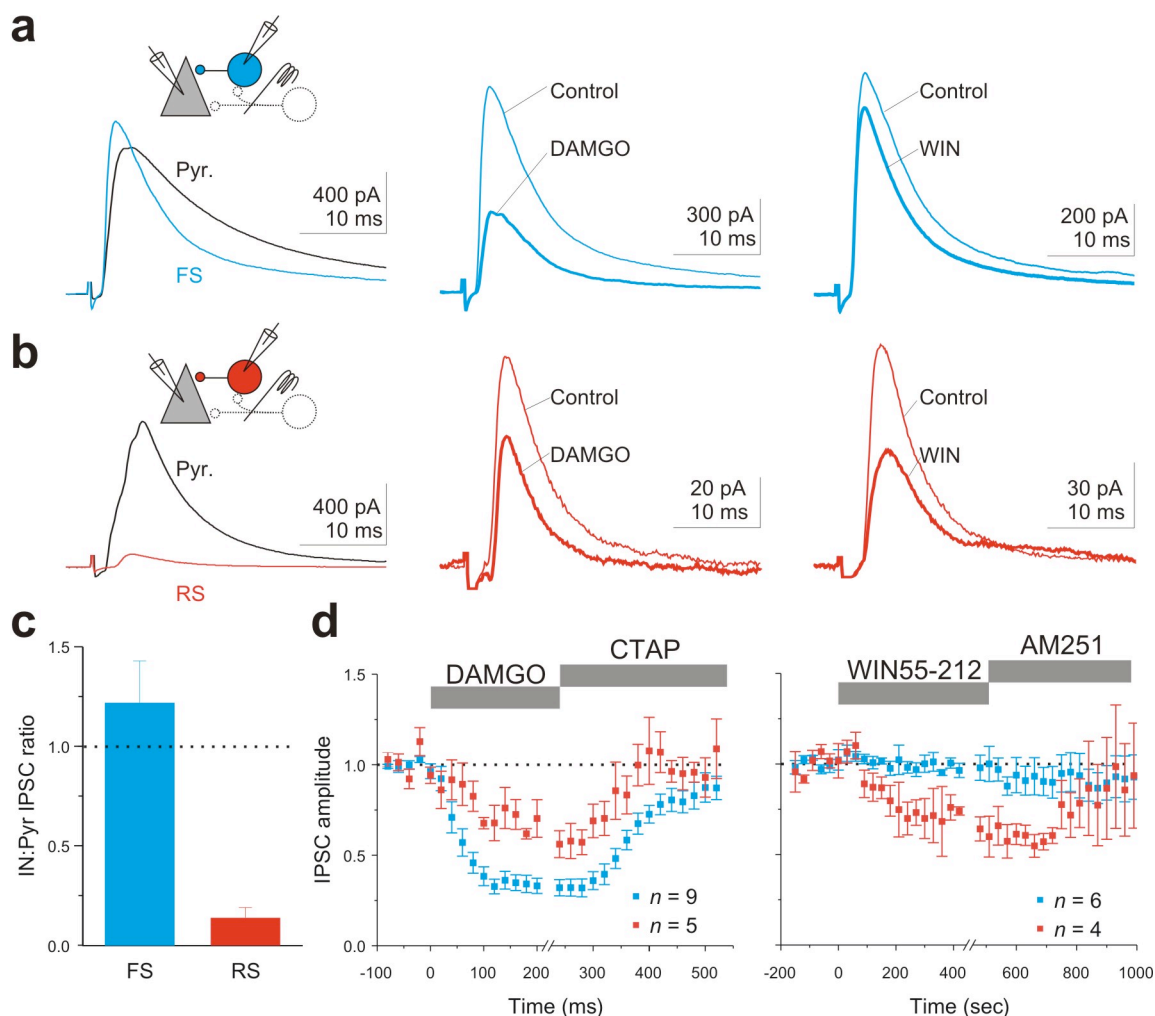 a
Pyr.
FS
400 pA
10 ms
Control
DAMGO
300 pA
10 ms
Control
WIN
200 pA
10 ms
b
Pyr.
RS
400 pA
10 ms
Control
DAMGO
20 pA
10 ms
Control
WIN
30 pA
10 ms
c
IN:Pyr IPSC ratio
1.5
1.0
0.5
0.0
FS
RS
d
IPSC amplitude
1.5
1.0
0.5
0.0
DAMGO
CTAP
n = 9
n = 5
-100 0 100 200 300 400 500
Time (ms)
WIN55-212
AM251
n = 6
n = 4
-200 0 200 400 600 800 1000
Time (sec)